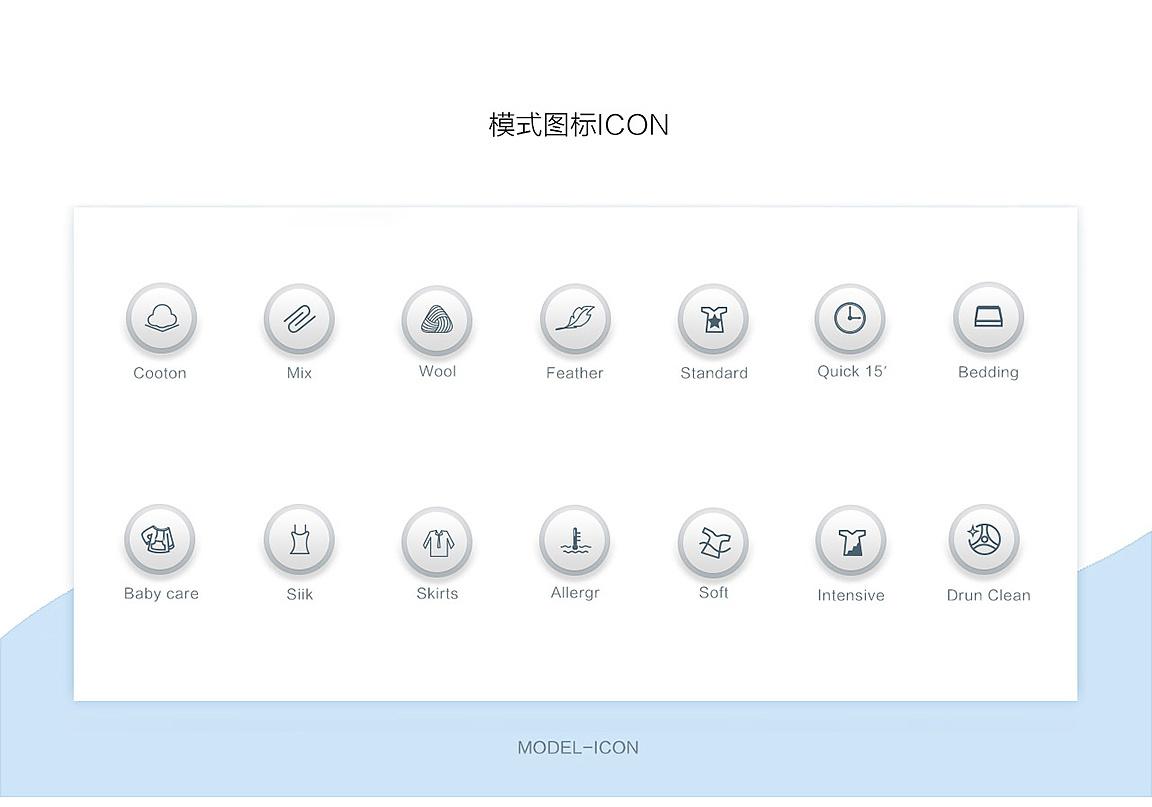 模式图标ICON
Cooton
Mix
Wool
Feather
Standard
Quick 15′
Bedding
Baby care
Siik
Skirts
Allergr
Soft
Intensive
Drun Clean
MODEL-ICON